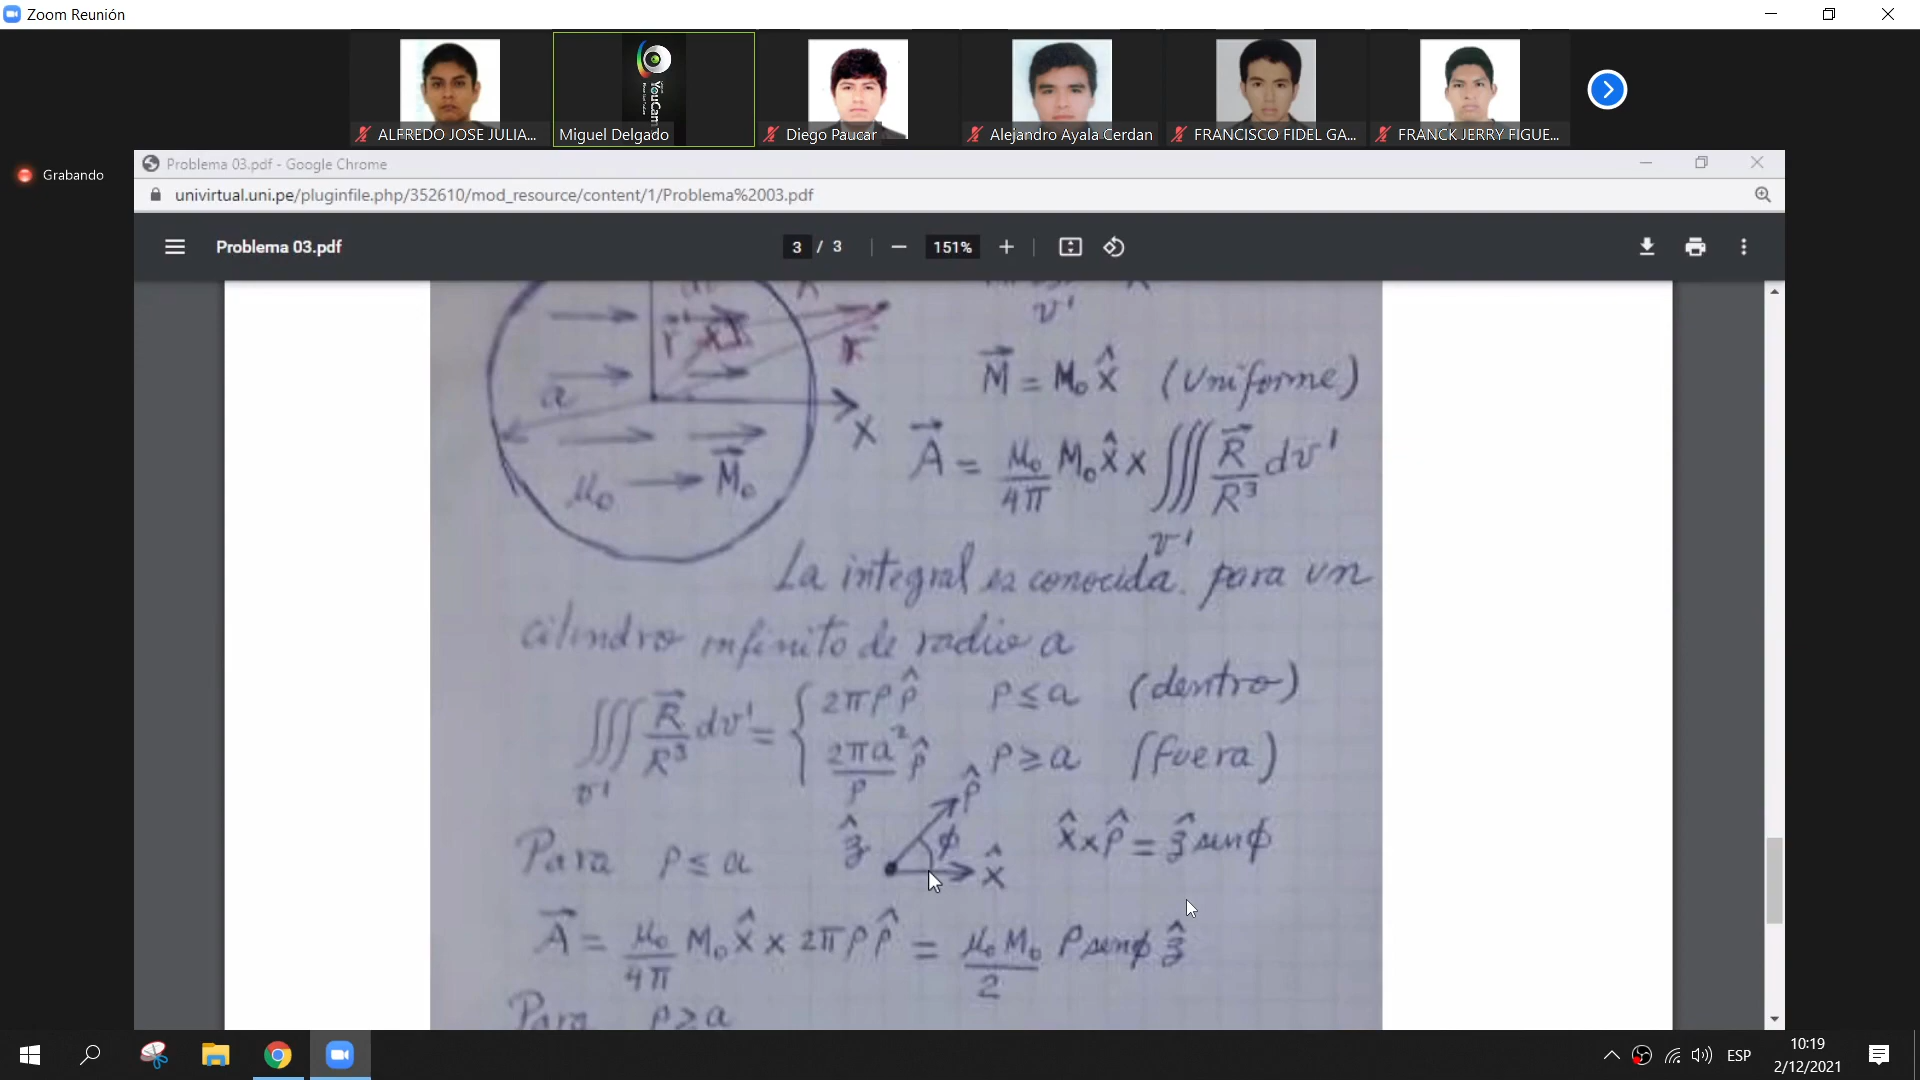 Zoom Reunión
YouCam
ALFREDO JOSE JULIA...
Miguel Delgado
Diego Paucar
Alejandro Ayala Cerdan
FRANCISCO FIDEL GA...
FRANCK JERRY FIGUE...
Grabando
Problema 03.pdf - Google Chrome
univirtual.uni.pe/pluginfile.php/352610/mod_resource/content/1/Problema%2003.pdf
Problema 03.pdf
3 / 3
151%
v'
r'
r
a
X
μ₀ → M⃗₀
M⃗ = M₀ x̂ (Uniforme)
A⃗ = μ₀/4π M₀ x̂ × ∭ R⃗/R³ dv'
v'
La integral es conocida. para un
cilindro infinito de radio a
∭ R⃗/R³ dv' = { 2πρ ρ̂ ρ ≤ a (dentro)
v' 2πa²/ρ ρ̂ ρ ≥ a (fuera)
Para ρ ≤ a ẑ ϕ ρ̂ x̂ x̂ × ρ̂ = ẑ senϕ
A⃗ = μ₀/4π M₀ x̂ × 2πρ ρ̂ = μ₀M₀/2 ρ senϕ ẑ
Para ρ ≥ a
ESP
10:19
2/12/2021